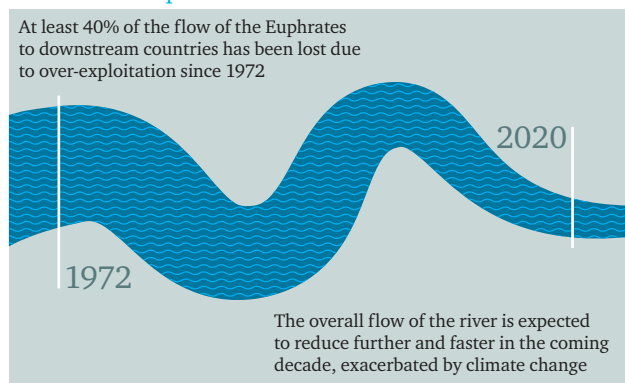 At least 40% of the flow of the Euphrates
to downstream countries has been lost due
to over-exploitation since 1972
2020
1972
The overall flow of the river is expected
to reduce further and faster in the coming
decade, exacerbated by climate change